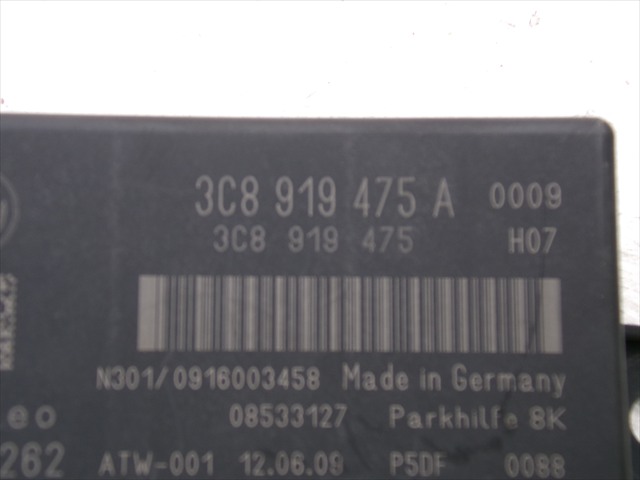 3C8 919 475 A 0009
3C8 919 475 H07
N301/0916003458 Made in Germany
eo 08533127 Parkhilfe 8K
262 ATW-001 12.06.09 P5DF 0088